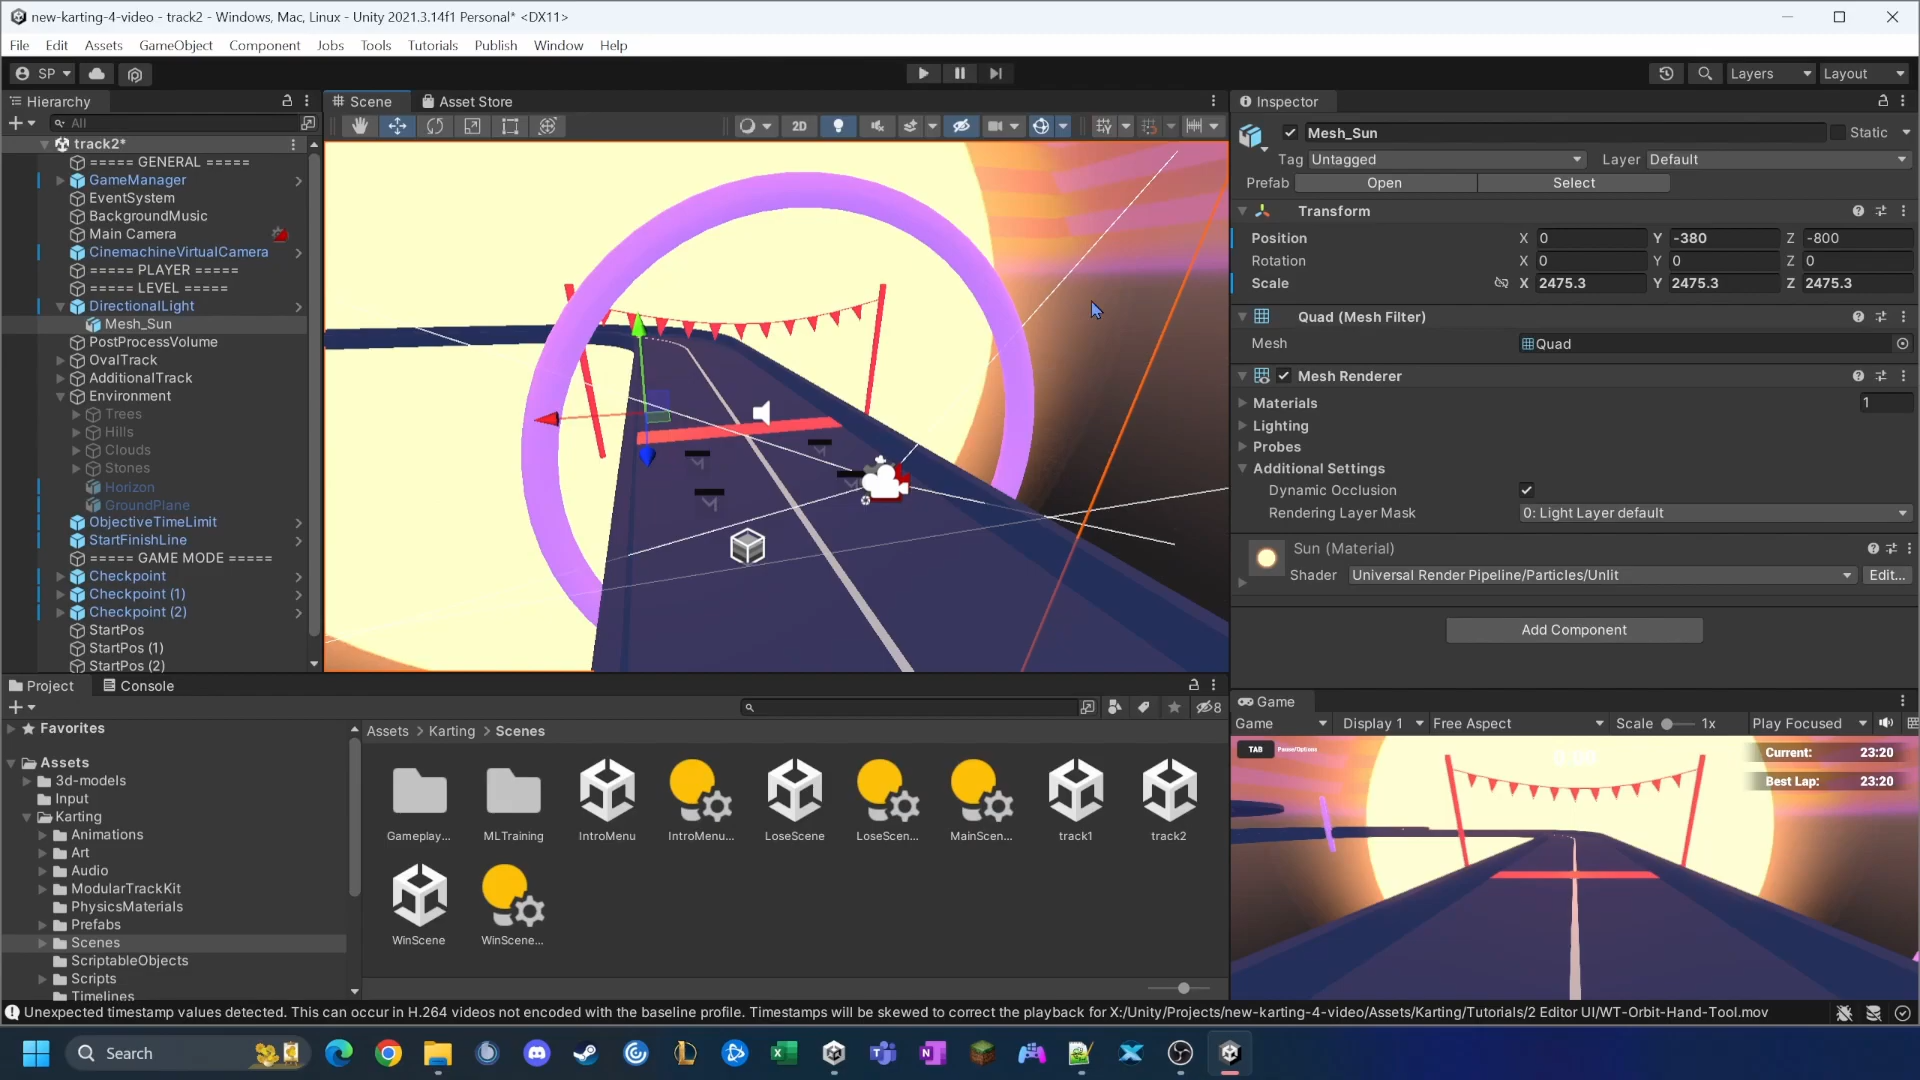 new-karting-4-video - track2 - Windows, Mac, Linux - Unity 2021.3.14f1 Personal* <DX11>
File Edit Assets GameObject Component Jobs Tools Tutorials Publish Window Help
SP
Layers
Layout
Hierarchy
All
track2*
===== GENERAL =====
GameManager
EventSystem
BackgroundMusic
Main Camera
CinemachineVirtualCamera
===== PLAYER =====
===== LEVEL =====
DirectionalLight
Mesh_Sun
PostProcessVolume
OvalTrack
AdditionalTrack
Environment
Trees
Hills
Clouds
Stones
Horizon
GroundPlane
ObjectiveTimeLimit
StartFinishLine
===== GAME MODE =====
Checkpoint
Checkpoint (1)
Checkpoint (2)
StartPos
StartPos (1)
StartPos (2)
Scene
Asset Store
2D
Inspector
Mesh_Sun
Static
Tag Untagged
Layer Default
Prefab Open Select
Transform
Position X 0 Y -380 Z -800
Rotation X 0 Y 0 Z 0
Scale X 2475.3 Y 2475.3 Z 2475.3
Quad (Mesh Filter)
Mesh Quad
Mesh Renderer
Materials 1
Lighting
Probes
Additional Settings
Dynamic Occlusion
Rendering Layer Mask 0: Light Layer default
Sun (Material)
Shader Universal Render Pipeline/Particles/Unlit Edit...
Add Component
Project
Console
8
Favorites
Assets
3d-models
Input
Karting
Animations
Art
Audio
ModularTrackKit
PhysicsMaterials
Prefabs
Scenes
ScriptableObjects
Scripts
Timelines
Assets > Karting > Scenes
Gameplay...
MLTraining
IntroMenu
IntroMenu...
LoseScene
LoseScen...
MainScen...
track1
track2
WinScene
WinScene...
Game
Game Display 1 Free Aspect Scale 1x Play Focused
TAB Pause/Options
0:00
Current: 23:20
Best Lap: 23:20
Unexpected timestamp values detected. This can occur in H.264 videos not encoded with the baseline profile. Timestamps will be skewed to correct the playback for X:/Unity/Projects/new-karting-4-video/Assets/Karting/Tutorials/2 Editor UI/WT-Orbit-Hand-Tool.mov
Search